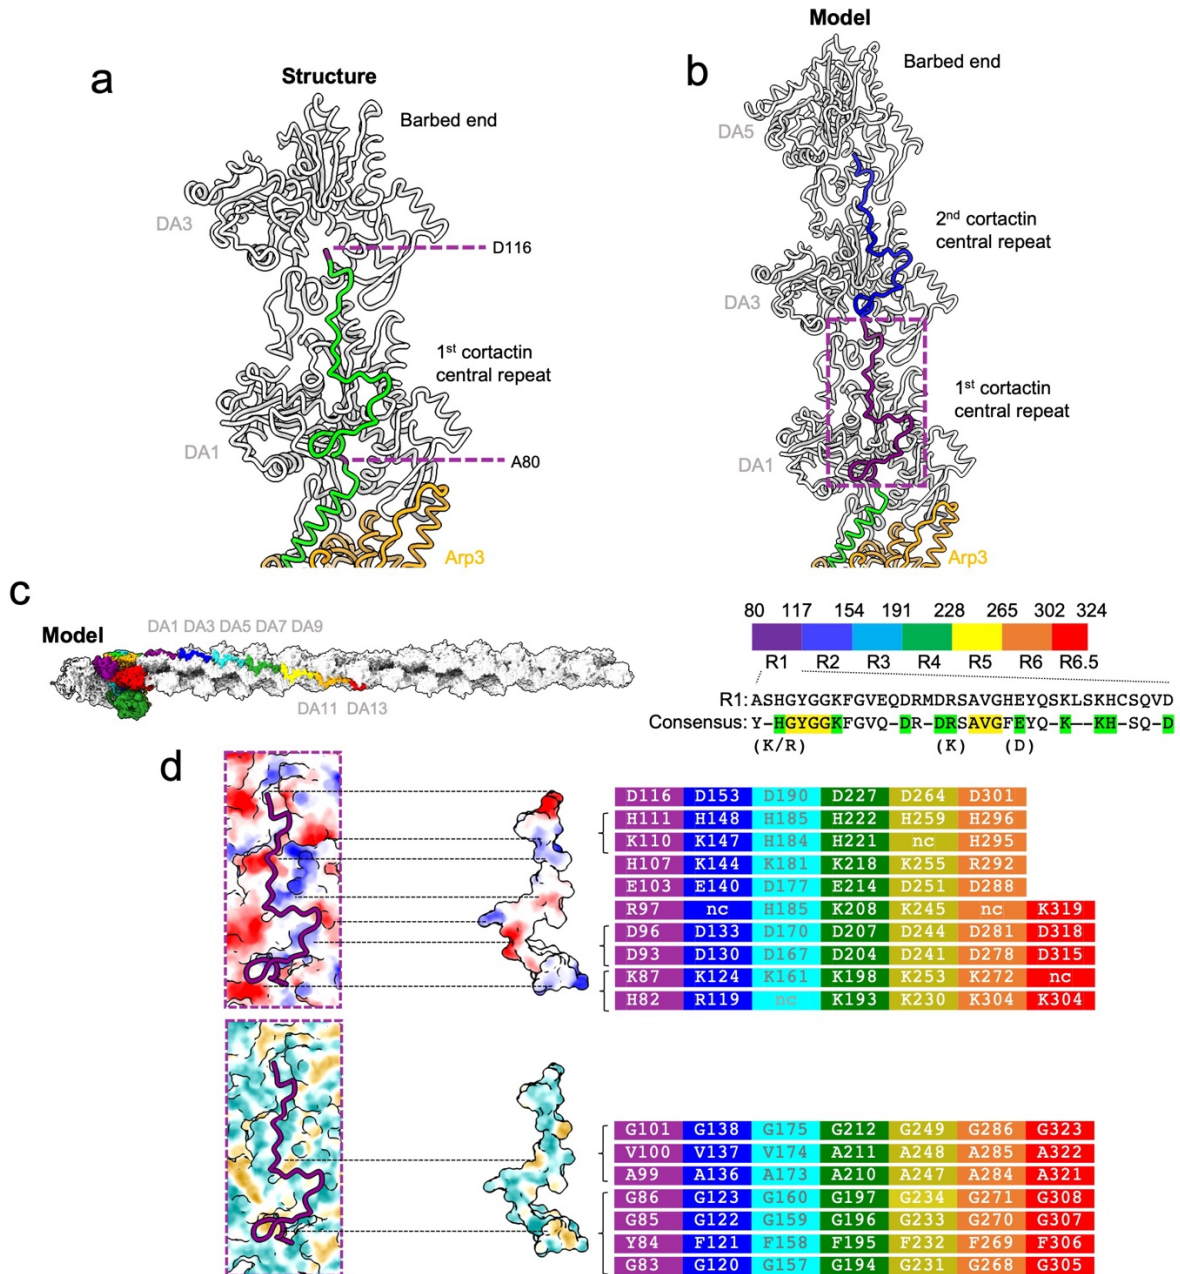 a
Structure
Barbed end
DA3
D116
1st cortactin
central repeat
DA1
A80
Arp3
b
Model
Barbed end
DA5
2nd cortactin
central repeat
DA3
1st cortactin
central repeat
DA1
Arp3
c
Model
DA1 DA3 DA5 DA7 DA9
DA11 DA13
80 117 154 191 228 265 302 324
R1 R2 R3 R4 R5 R6 R6.5
R1:ASHGYGGKFGVEQDRMDRSAVGHEYQSKLSKHCSQVD
Consensus:Y-HGYGGKFGVQ-DR-DRSAVGFEYQ-K--KH-SQ-D
(K/R) (K) (D)
d
D116 D153 D190 D227 D264 D301
H111 H148 H185 H222 H259 H296
K110 K147 H184 H221 nc H295
H107 K144 K181 K218 K255 R292
E103 E140 D177 E214 D251 D288
R97 nc H185 K208 K245 nc K319
D96 D133 D170 D207 D244 D281 D318
D93 D130 D167 D204 D241 D278 D315
K87 K124 K161 K198 K253 K272 nc
H82 R119 nc K193 K230 K304 K304
G101 G138 G175 G212 G249 G286 G323
V100 V137 V174 A211 A248 A285 A322
A99 A136 A173 A210 A247 A284 A321
G86 G123 G160 G197 G234 G271 G308
G85 G122 G159 G196 G233 G270 G307
Y84 F121 F158 F195 F232 F269 F306
G83 G120 G157 G194 G231 G268 G305